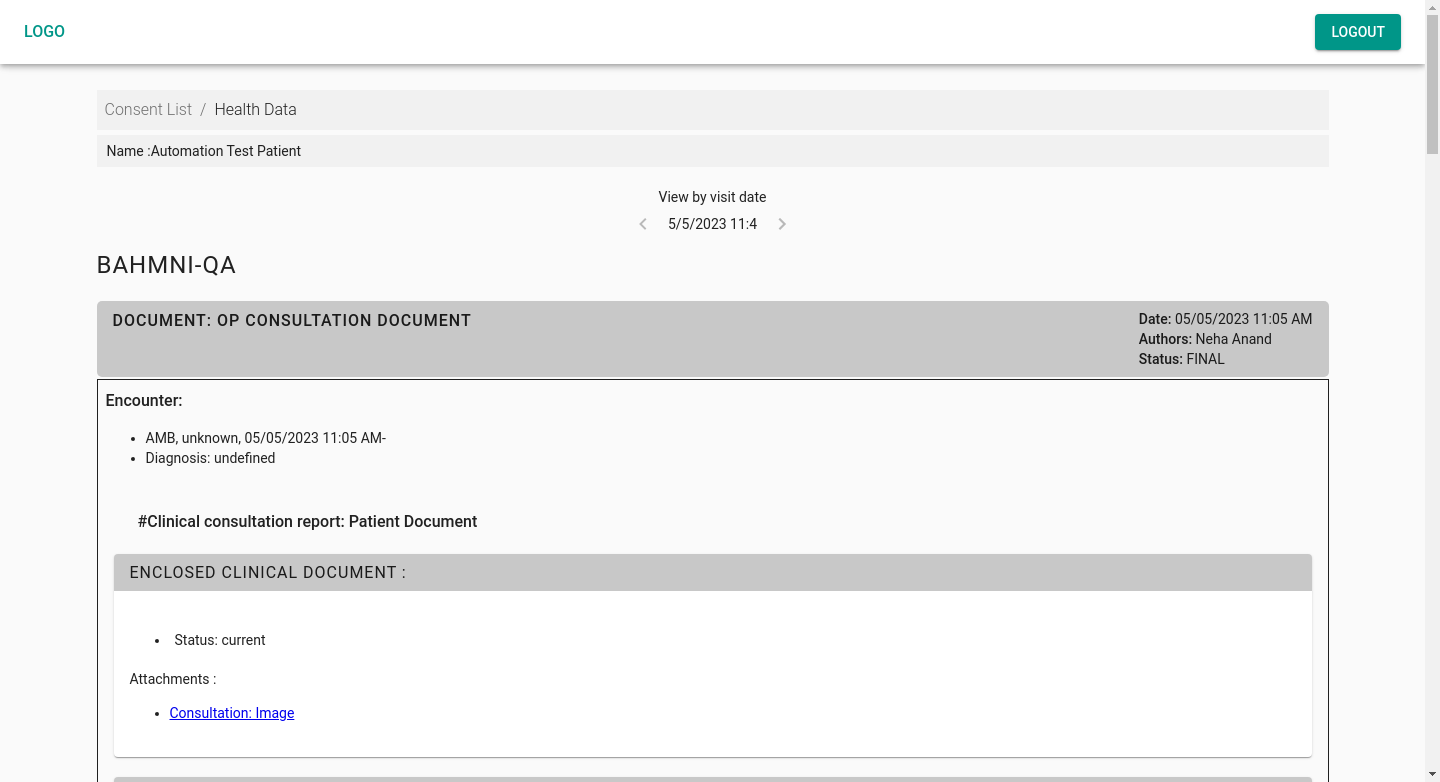 LOGO
LOGOUT
Consent List / Health Data
Name :Automation Test Patient
View by visit date
5/5/2023 11:4
BAHMNI-QA
DOCUMENT: OP CONSULTATION DOCUMENT
Date: 05/05/2023 11:05 AM
Authors: Neha Anand
Status: FINAL
Encounter:
• AMB, unknown, 05/05/2023 11:05 AM-
• Diagnosis: undefined
#Clinical consultation report: Patient Document
ENCLOSED CLINICAL DOCUMENT :
• Status: current
Attachments :
• Consultation: Image